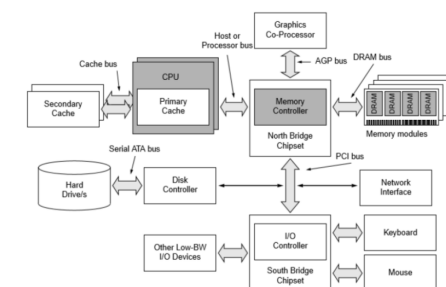 Graphics
Co-Processor
Host or
Processor bus
AGP bus
DRAM bus
Cache bus
CPU
Secondary
Cache
Primary
Cache
Memory
Controller
North Bridge
Chipset
DRAM
DRAM
DRAM
DRAM
Memory modules
Serial ATA bus
PCI bus
Hard
Drive/s
Disk
Controller
Network
Interface
Other Low-BW
I/O Devices
I/O
Controller
South Bridge
Chipset
Keyboard
Mouse